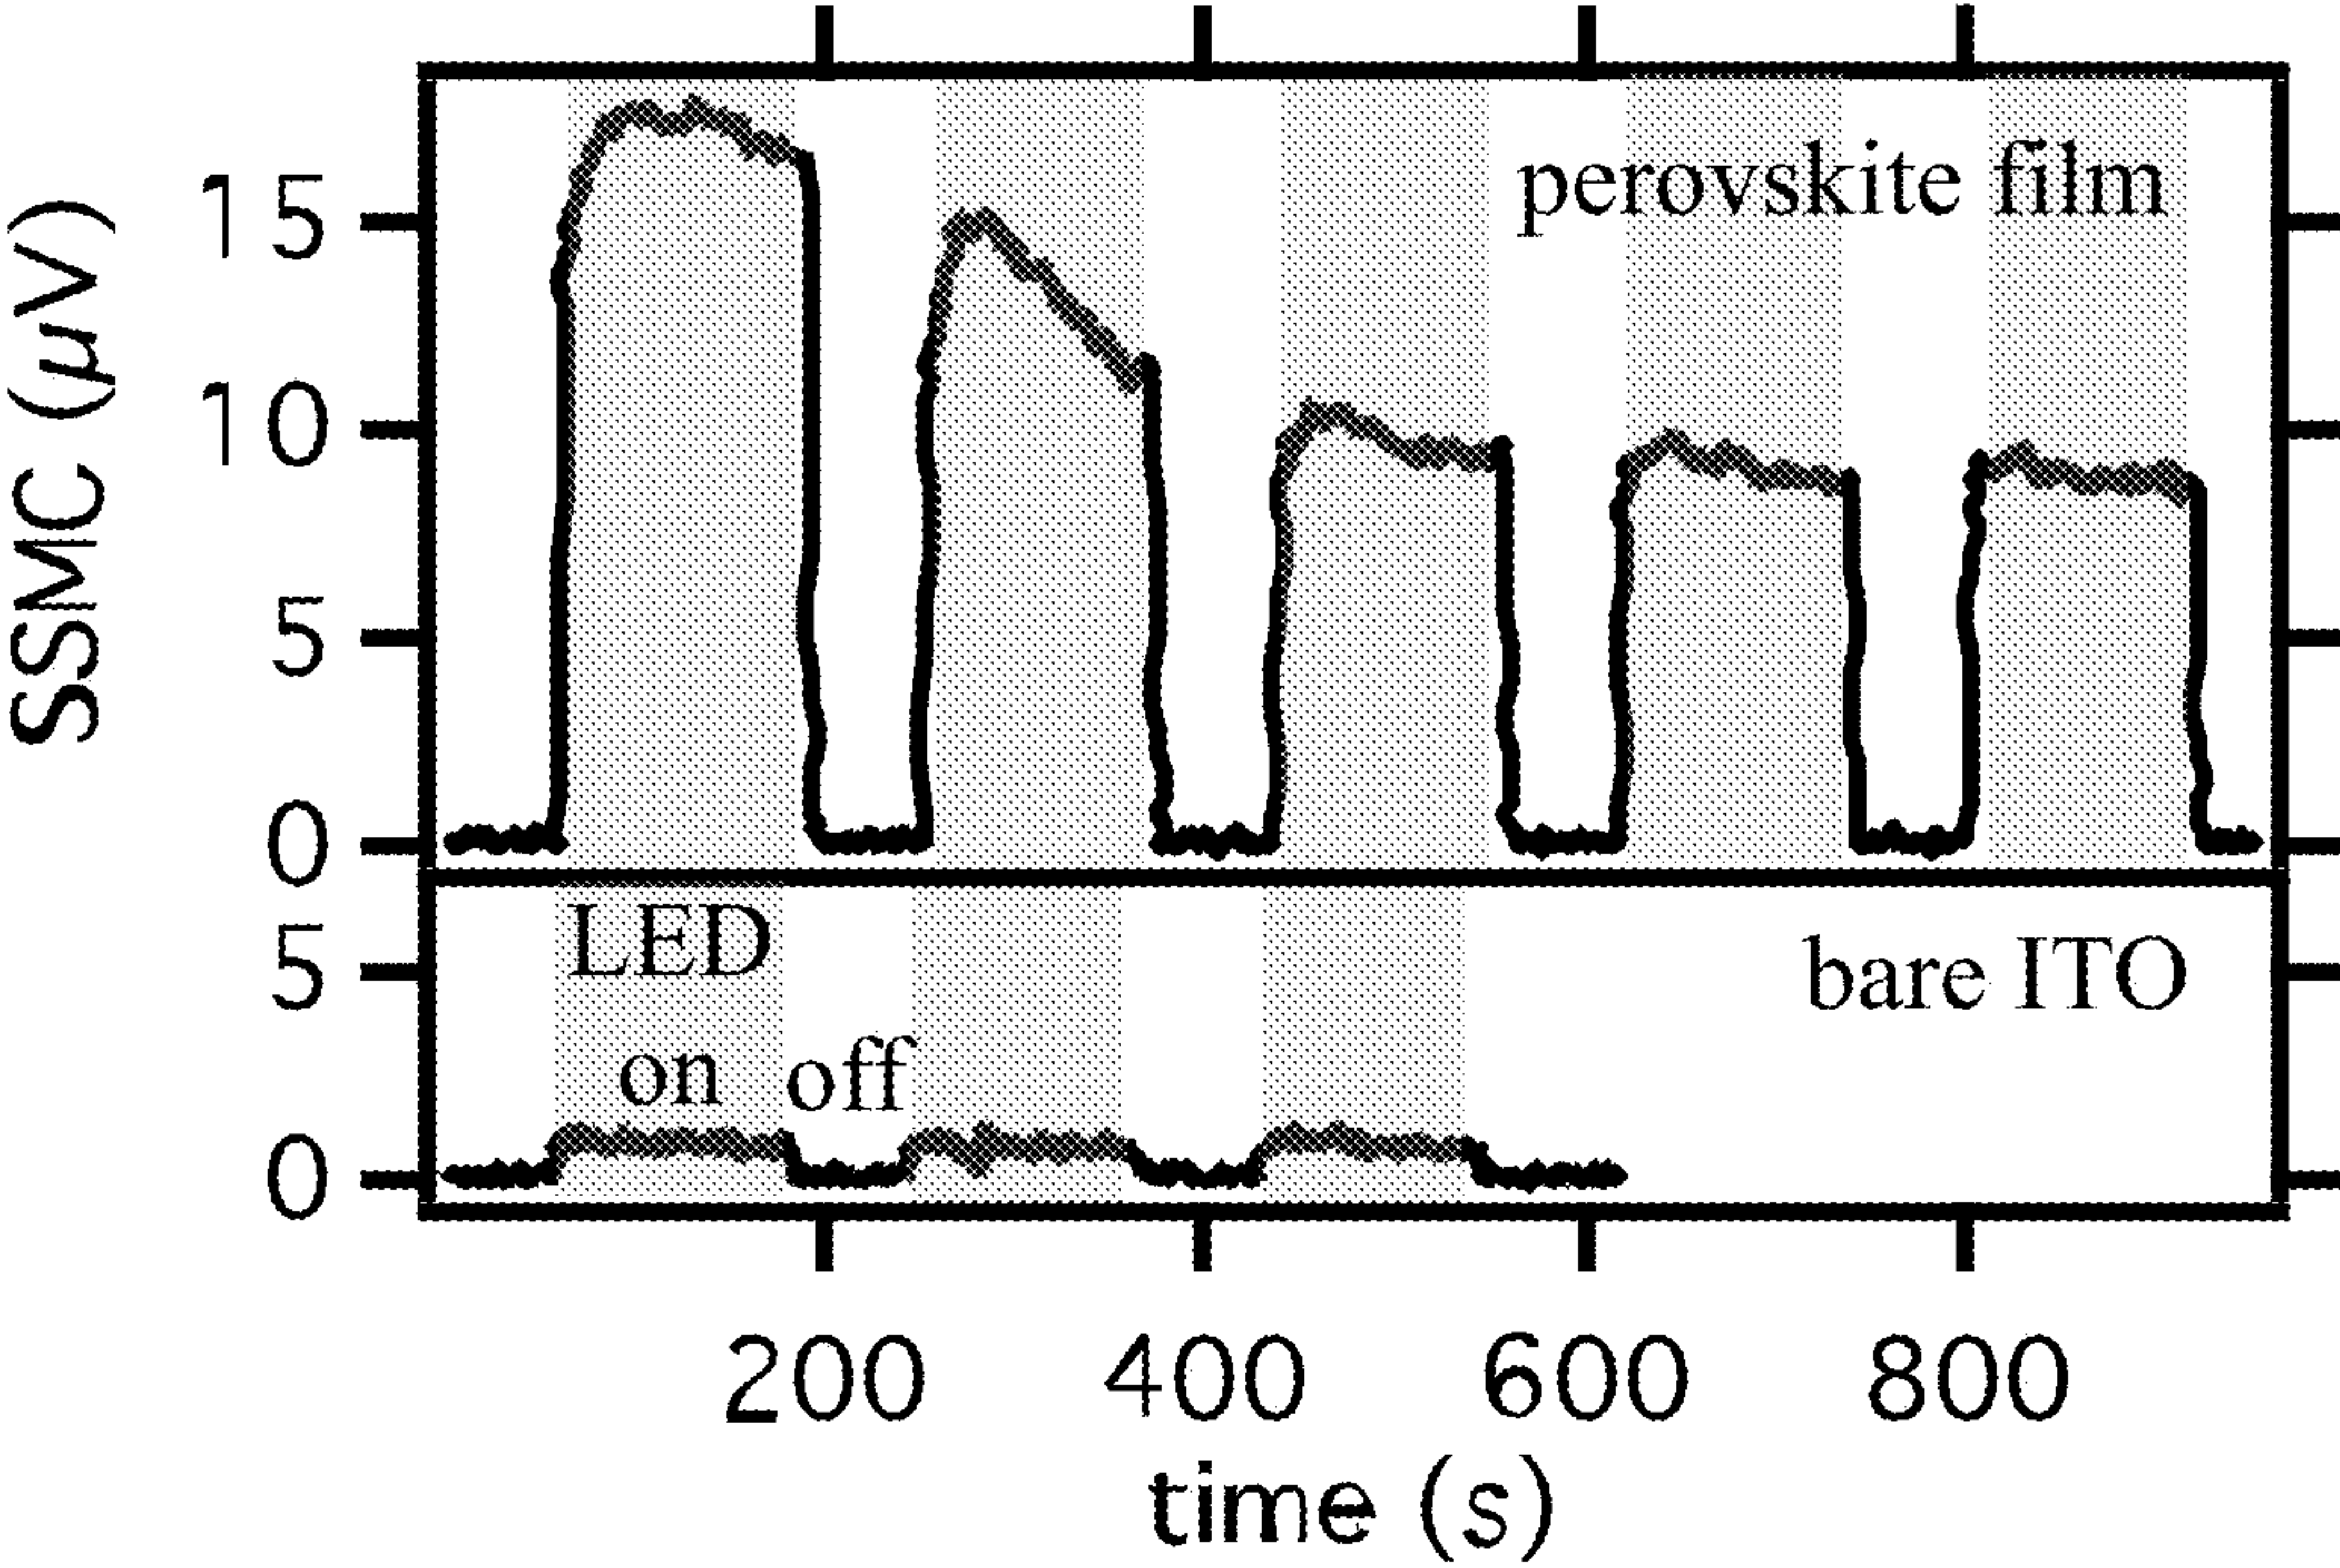 SSMC (μV)
15
10
5
0
perovskite film
5
0
LED
on off
bare ITO
200 400 600 800
time (s)